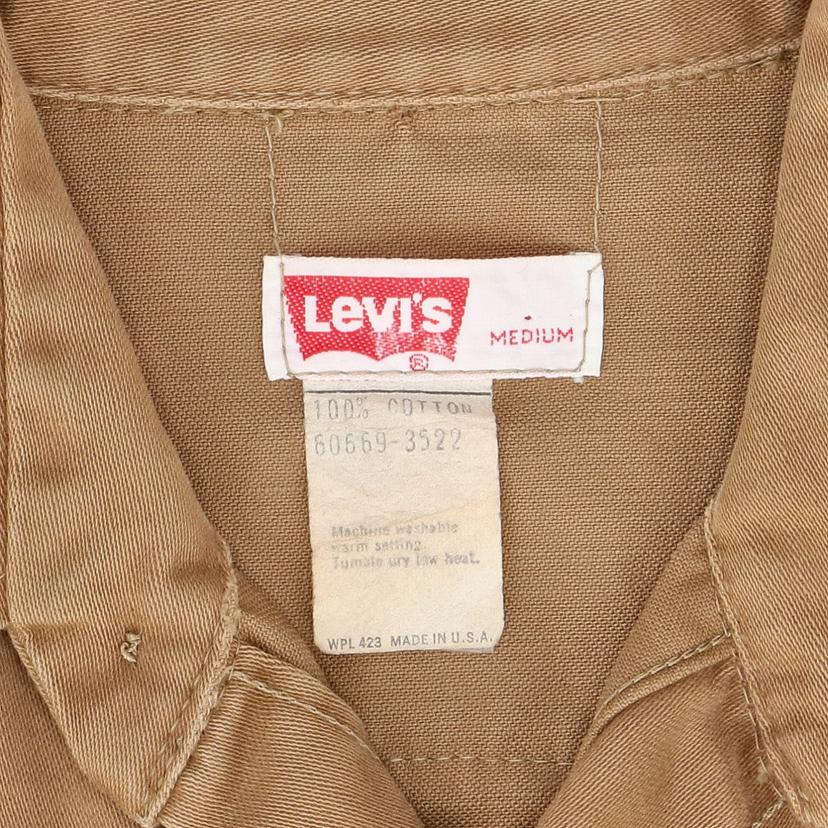 Levi's
MEDIUM
®
100% COTTON
60669-3522
Machine washable
warm setting.
Tumble dry low heat.
WPL 423 MADE IN U.S.A.